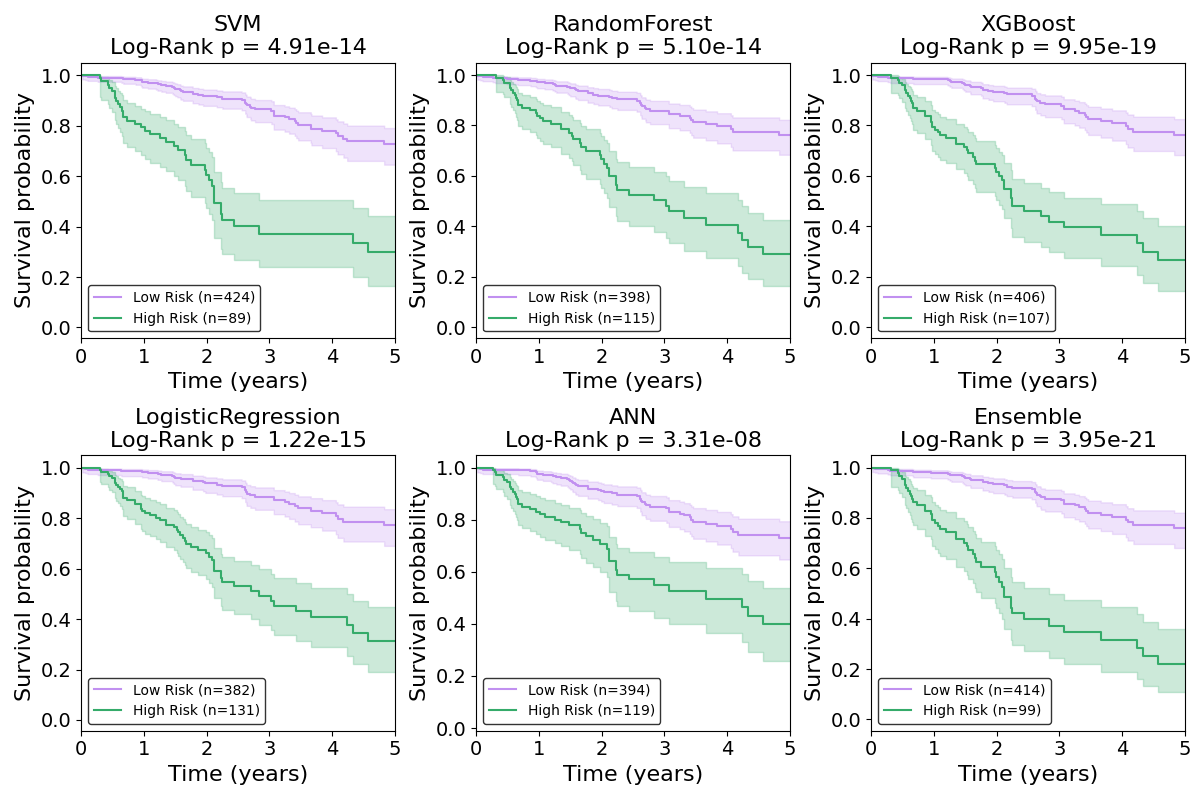 SVM
Log-Rank p = 4.91e-14
Survival probability
1.0
0.8
0.6
0.4
0.2
0.0
Low Risk (n=424)
High Risk (n=89)
0 1 2 3 4 5
Time (years)
RandomForest
Log-Rank p = 5.10e-14
Survival probability
1.0
0.8
0.6
0.4
0.2
0.0
Low Risk (n=398)
High Risk (n=115)
0 1 2 3 4 5
Time (years)
XGBoost
Log-Rank p = 9.95e-19
Survival probability
1.0
0.8
0.6
0.4
0.2
0.0
Low Risk (n=406)
High Risk (n=107)
0 1 2 3 4 5
Time (years)
LogisticRegression
Log-Rank p = 1.22e-15
Survival probability
1.0
0.8
0.6
0.4
0.2
0.0
Low Risk (n=382)
High Risk (n=131)
0 1 2 3 4 5
Time (years)
ANN
Log-Rank p = 3.31e-08
Survival probability
1.0
0.8
0.6
0.4
0.2
0.0
Low Risk (n=394)
High Risk (n=119)
0 1 2 3 4 5
Time (years)
Ensemble
Log-Rank p = 3.95e-21
Survival probability
1.0
0.8
0.6
0.4
0.2
0.0
Low Risk (n=414)
High Risk (n=99)
0 1 2 3 4 5
Time (years)